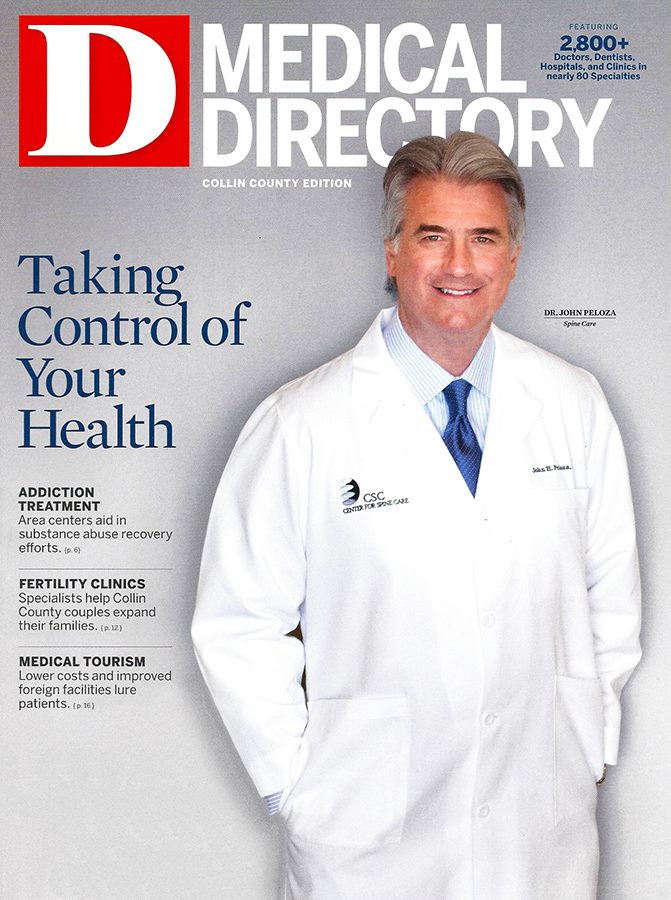 D
MEDICAL
DIRECTORY
COLLIN COUNTY EDITION
FEATURING
2,800+
Doctors, Dentists,
Hospitals, and Clinics in
nearly 80 Specialties
Taking
Control of
Your
Health
DR. JOHN PELOZA
Spine Care
ADDICTION
TREATMENT
Area centers aid in
substance abuse recovery
efforts. {p. 6}
FERTILITY CLINICS
Specialists help Collin
County couples expand
their families. {p. 12}
MEDICAL TOURISM
Lower costs and improved
foreign facilities lure
patients. {p. 16}
CSC
CENTER FOR SPINE CARE
John H.